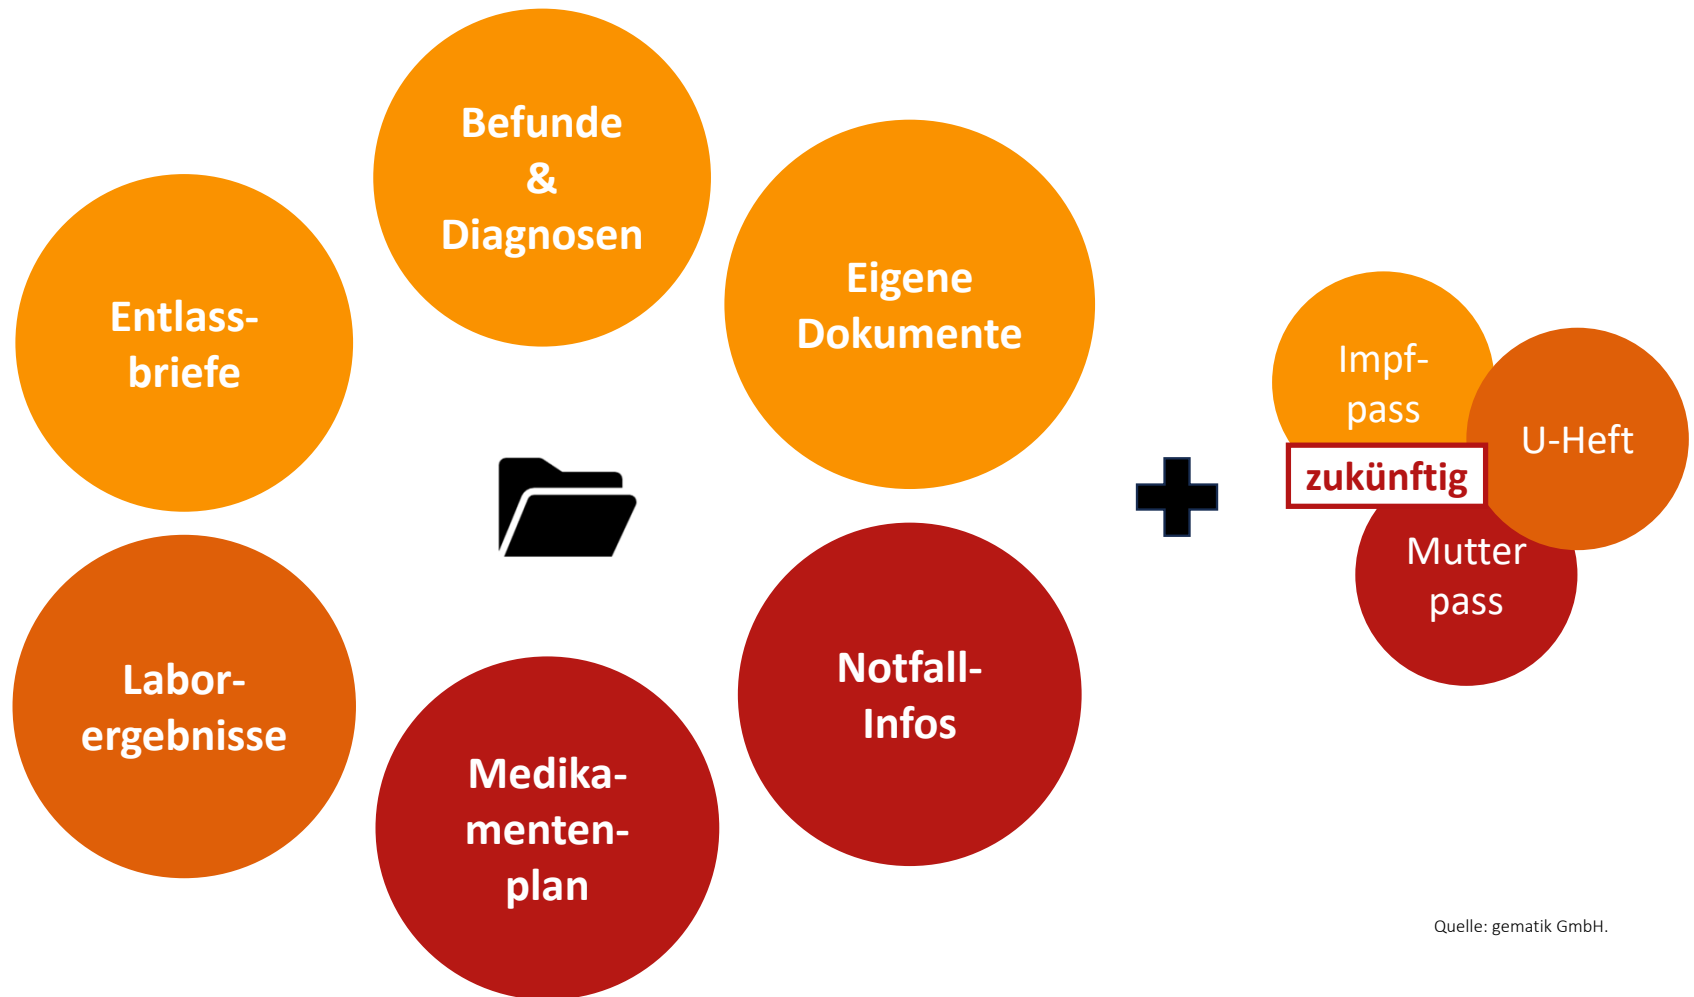 Befunde
&
Diagnosen
Eigene
Dokumente
Entlass-
briefe
Labor-
ergebnisse
Medika-
menten-
plan
Notfall-
Infos
Impf-
pass
U-Heft
zukünftig
Mutter
pass
Quelle: gematik GmbH.